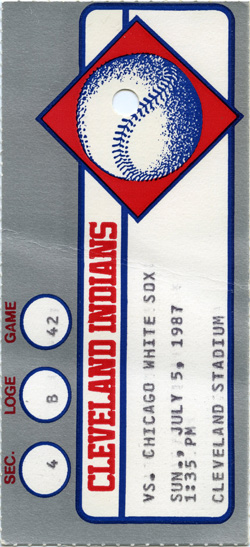 GAME 42
LOGE B
SEC. 4
CLEVELAND INDIANS
VS. CHICAGO WHITE SOX
SUN., JULY 5, 1987
1:35 PM
CLEVELAND STADIUM